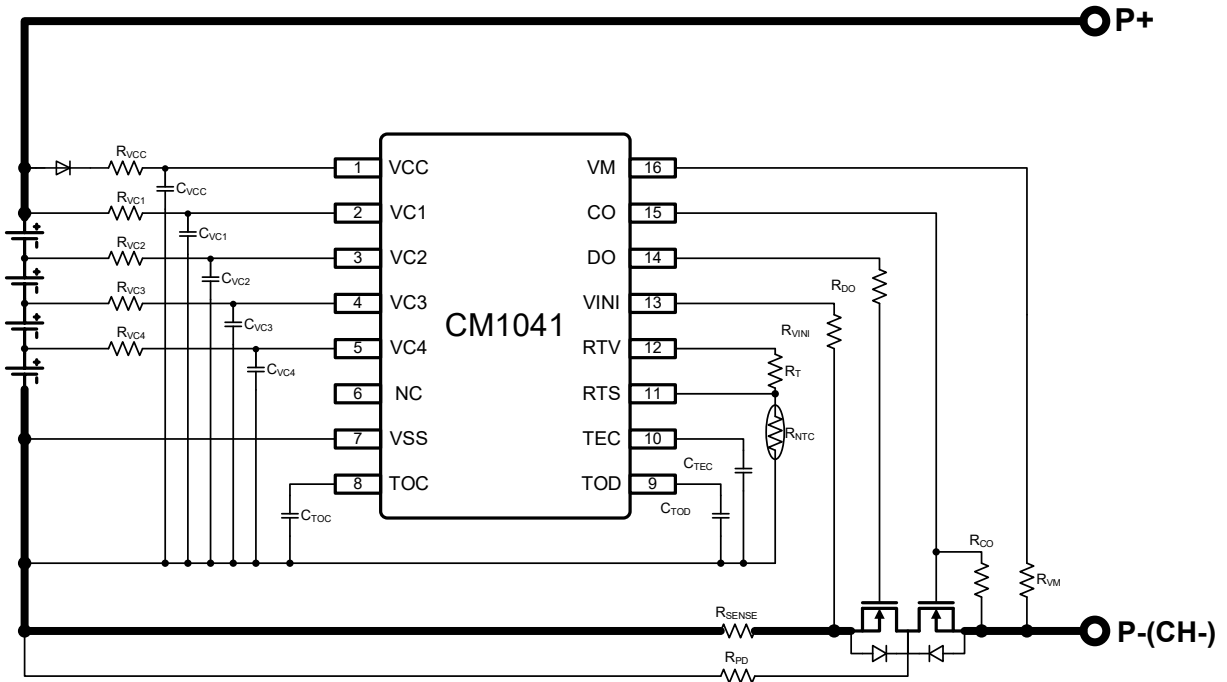 P+
RVCC
CVCC
RVC1
CVC1
RVC2
CVC2
RVC3
CVC3
RVC4
CVC4
1 VCC
2 VC1
3 VC2
4 VC3
5 VC4
6 NC
7 VSS
8 TOC
CM1041
VM 16
CO 15
DO 14
VINI 13
RTV 12
RTS 11
TEC 10
TOD 9
RDO
RVINI
RT
RNTC
CTEC
CTOC
CTOD
RCO
RVM
RSENSE
RPD
P-(CH-)
+
+
+
+